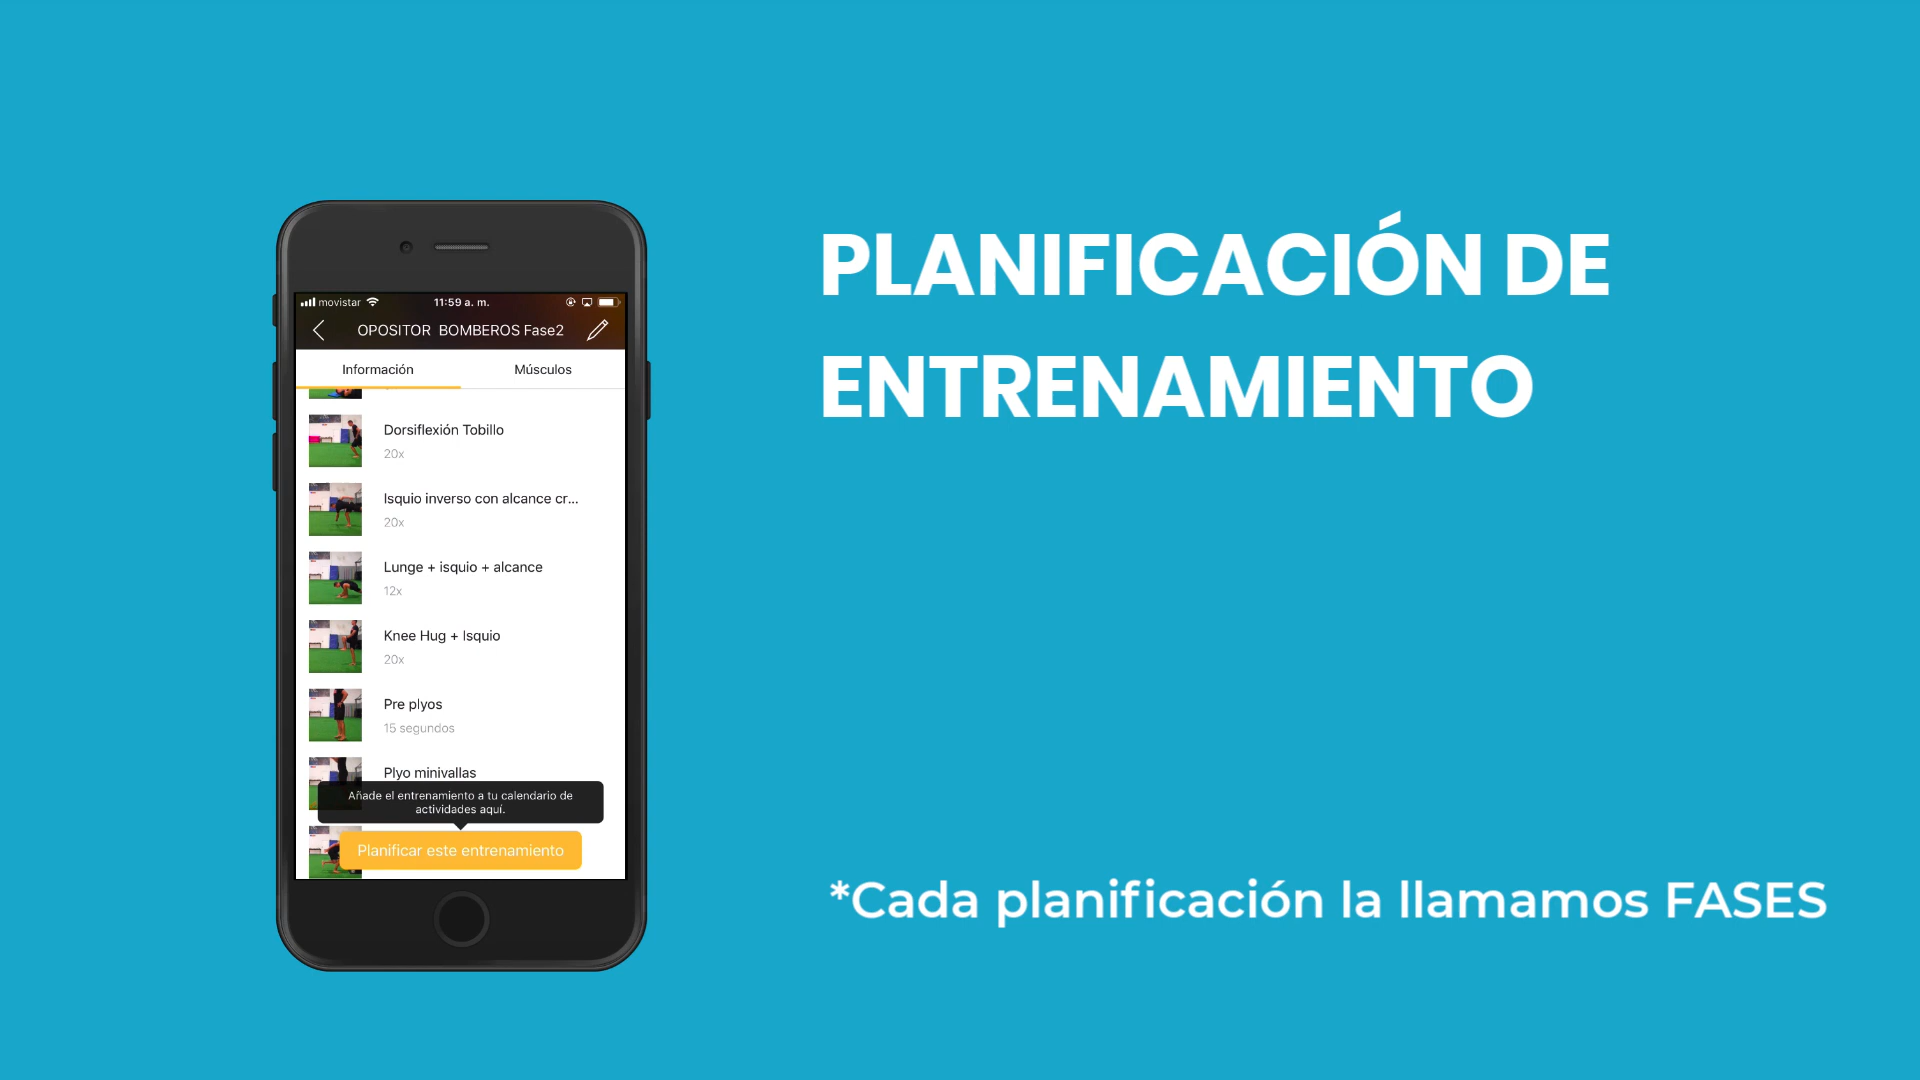 PLANIFICACIÓN DE
ENTRENAMIENTO
movistar 11:59 a. m.
OPOSITOR BOMBEROS Fase2
Información Músculos
Dorsiflexión Tobillo
20x
Isquio inverso con alcance cr...
20x
Lunge + isquio + alcance
12x
Knee Hug + Isquio
20x
Pre plyos
15 segundos
Plyo minivallas
Añade el entrenamiento a tu calendario de
actividades aquí.
Planificar este entrenamiento
*Cada planificación la llamamos FASES